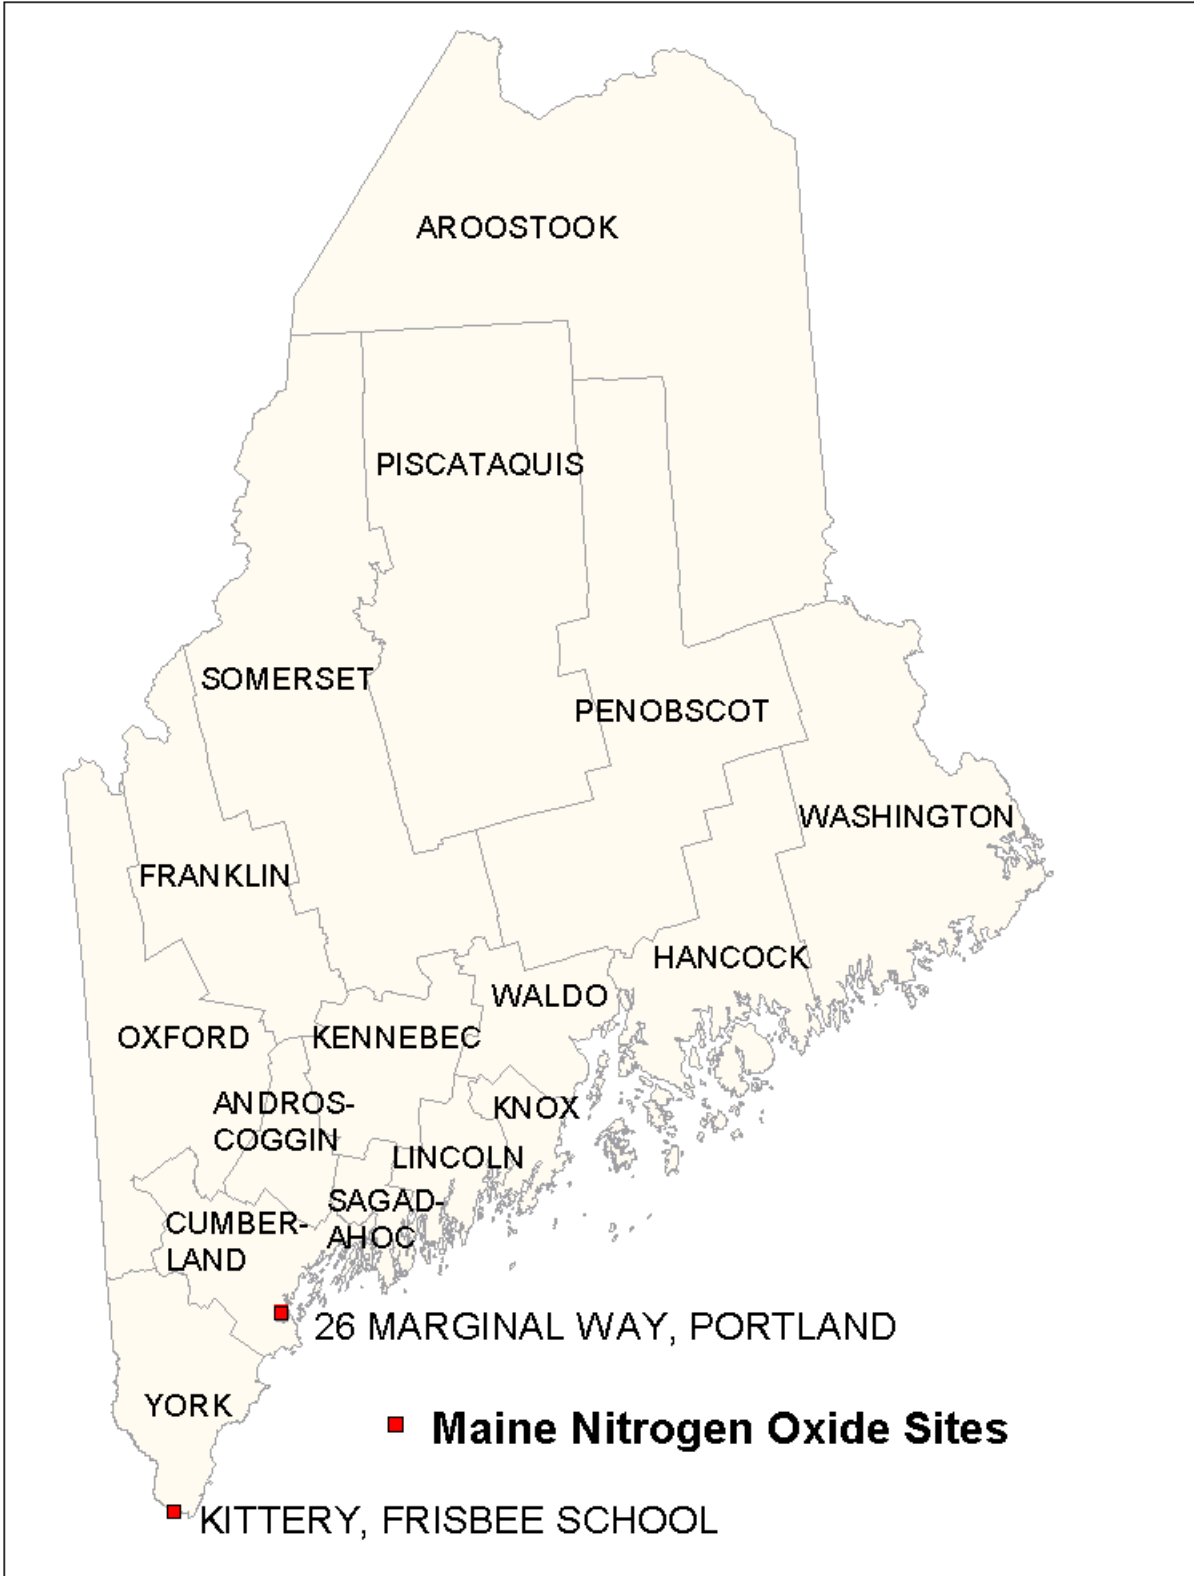 AROOSTOOK
PISCATAQUIS
SOMERSET
PENOBSCOT
WASHINGTON
FRANKLIN
HANCOCK
WALDO
OXFORD
KENNEBEC
ANDROS-
COGGIN
KNOX
LINCOLN
SAGAD-
AHOC
CUMBER-
LAND
26 MARGINAL WAY, PORTLAND
YORK
Maine Nitrogen Oxide Sites
KITTERY, FRISBEE SCHOOL